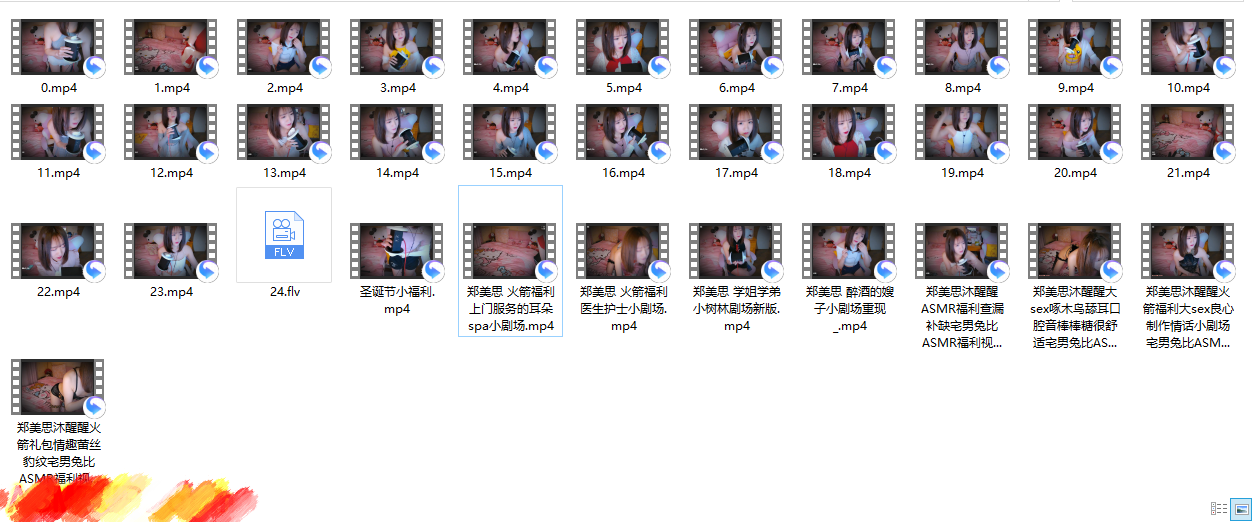 0.mp4
1.mp4
2.mp4
3.mp4
4.mp4
5.mp4
6.mp4
7.mp4
8.mp4
9.mp4
10.mp4
11.mp4
12.mp4
13.mp4
14.mp4
15.mp4
16.mp4
17.mp4
18.mp4
19.mp4
20.mp4
21.mp4
22.mp4
23.mp4
FLV
24.flv
圣诞节小福利.
mp4
郑美思 火箭福利
上门服务的耳朵
spa小剧场.mp4
郑美思 火箭福利
医生护士小剧场.
mp4
郑美思 学姐学弟
小树林剧场新版.
mp4
郑美思 醉酒的嫂
子小剧场重现
_.mp4
郑美思沐醒醒
ASMR福利查漏
补缺宅男兔比
ASMR福利视...
郑美思沐醒醒大
sex啄木鸟舔耳口
腔音棒棒糖很舒
适宅男兔比AS...
郑美思沐醒醒火
箭福利大sex良心
制作情话小剧场
宅男兔比ASM...
郑美思沐醒醒火
箭礼包情趣黄丝
豹纹宅男兔比
ASMR福利视...